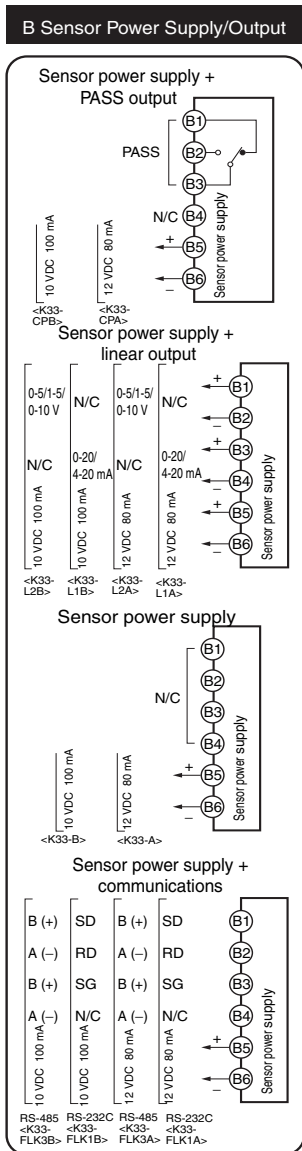 B Sensor Power Supply/Output
Sensor power supply +
PASS output
PASS
B1
B2
B3
N/C B4
+ B5
– B6
Sensor power supply
10 VDC 100 mA
12 VDC 80 mA
<K33-
CPB>
<K33-
CPA>
Sensor power supply +
linear output
0-5/1-5/
0-10 V
N/C
0-5/1-5/
0-10 V
N/C
N/C
0-20/
4-20 mA
N/C
0-20/
4-20 mA
10 VDC 100 mA
10 VDC 100 mA
12 VDC 80 mA
12 VDC 80 mA
+ B1
– B2
+ B3
– B4
+ B5
– B6
Sensor power supply
<K33-
L2B>
<K33-
L1B>
<K33-
L2A>
<K33-
L1A>
Sensor power supply
N/C
B1
B2
B3
B4
+ B5
– B6
Sensor power supply
10 VDC 100 mA
12 VDC 80 mA
<K33-B>
<K33-A>
Sensor power supply +
communications
B (+) SD B (+) SD B1
A (–) RD A (–) RD B2
B (+) SG B (+) SG B3
A (–) N/C A (–) N/C B4
+ B5
– B6
Sensor power supply
10 VDC 100 mA
10 VDC 100 mA
12 VDC 80 mA
12 VDC 80 mA
RS-485
<K33-
FLK3B>
RS-232C
<K33-
FLK1B>
RS-485
<K33-
FLK3A>
RS-232C
<K33-
FLK1A>